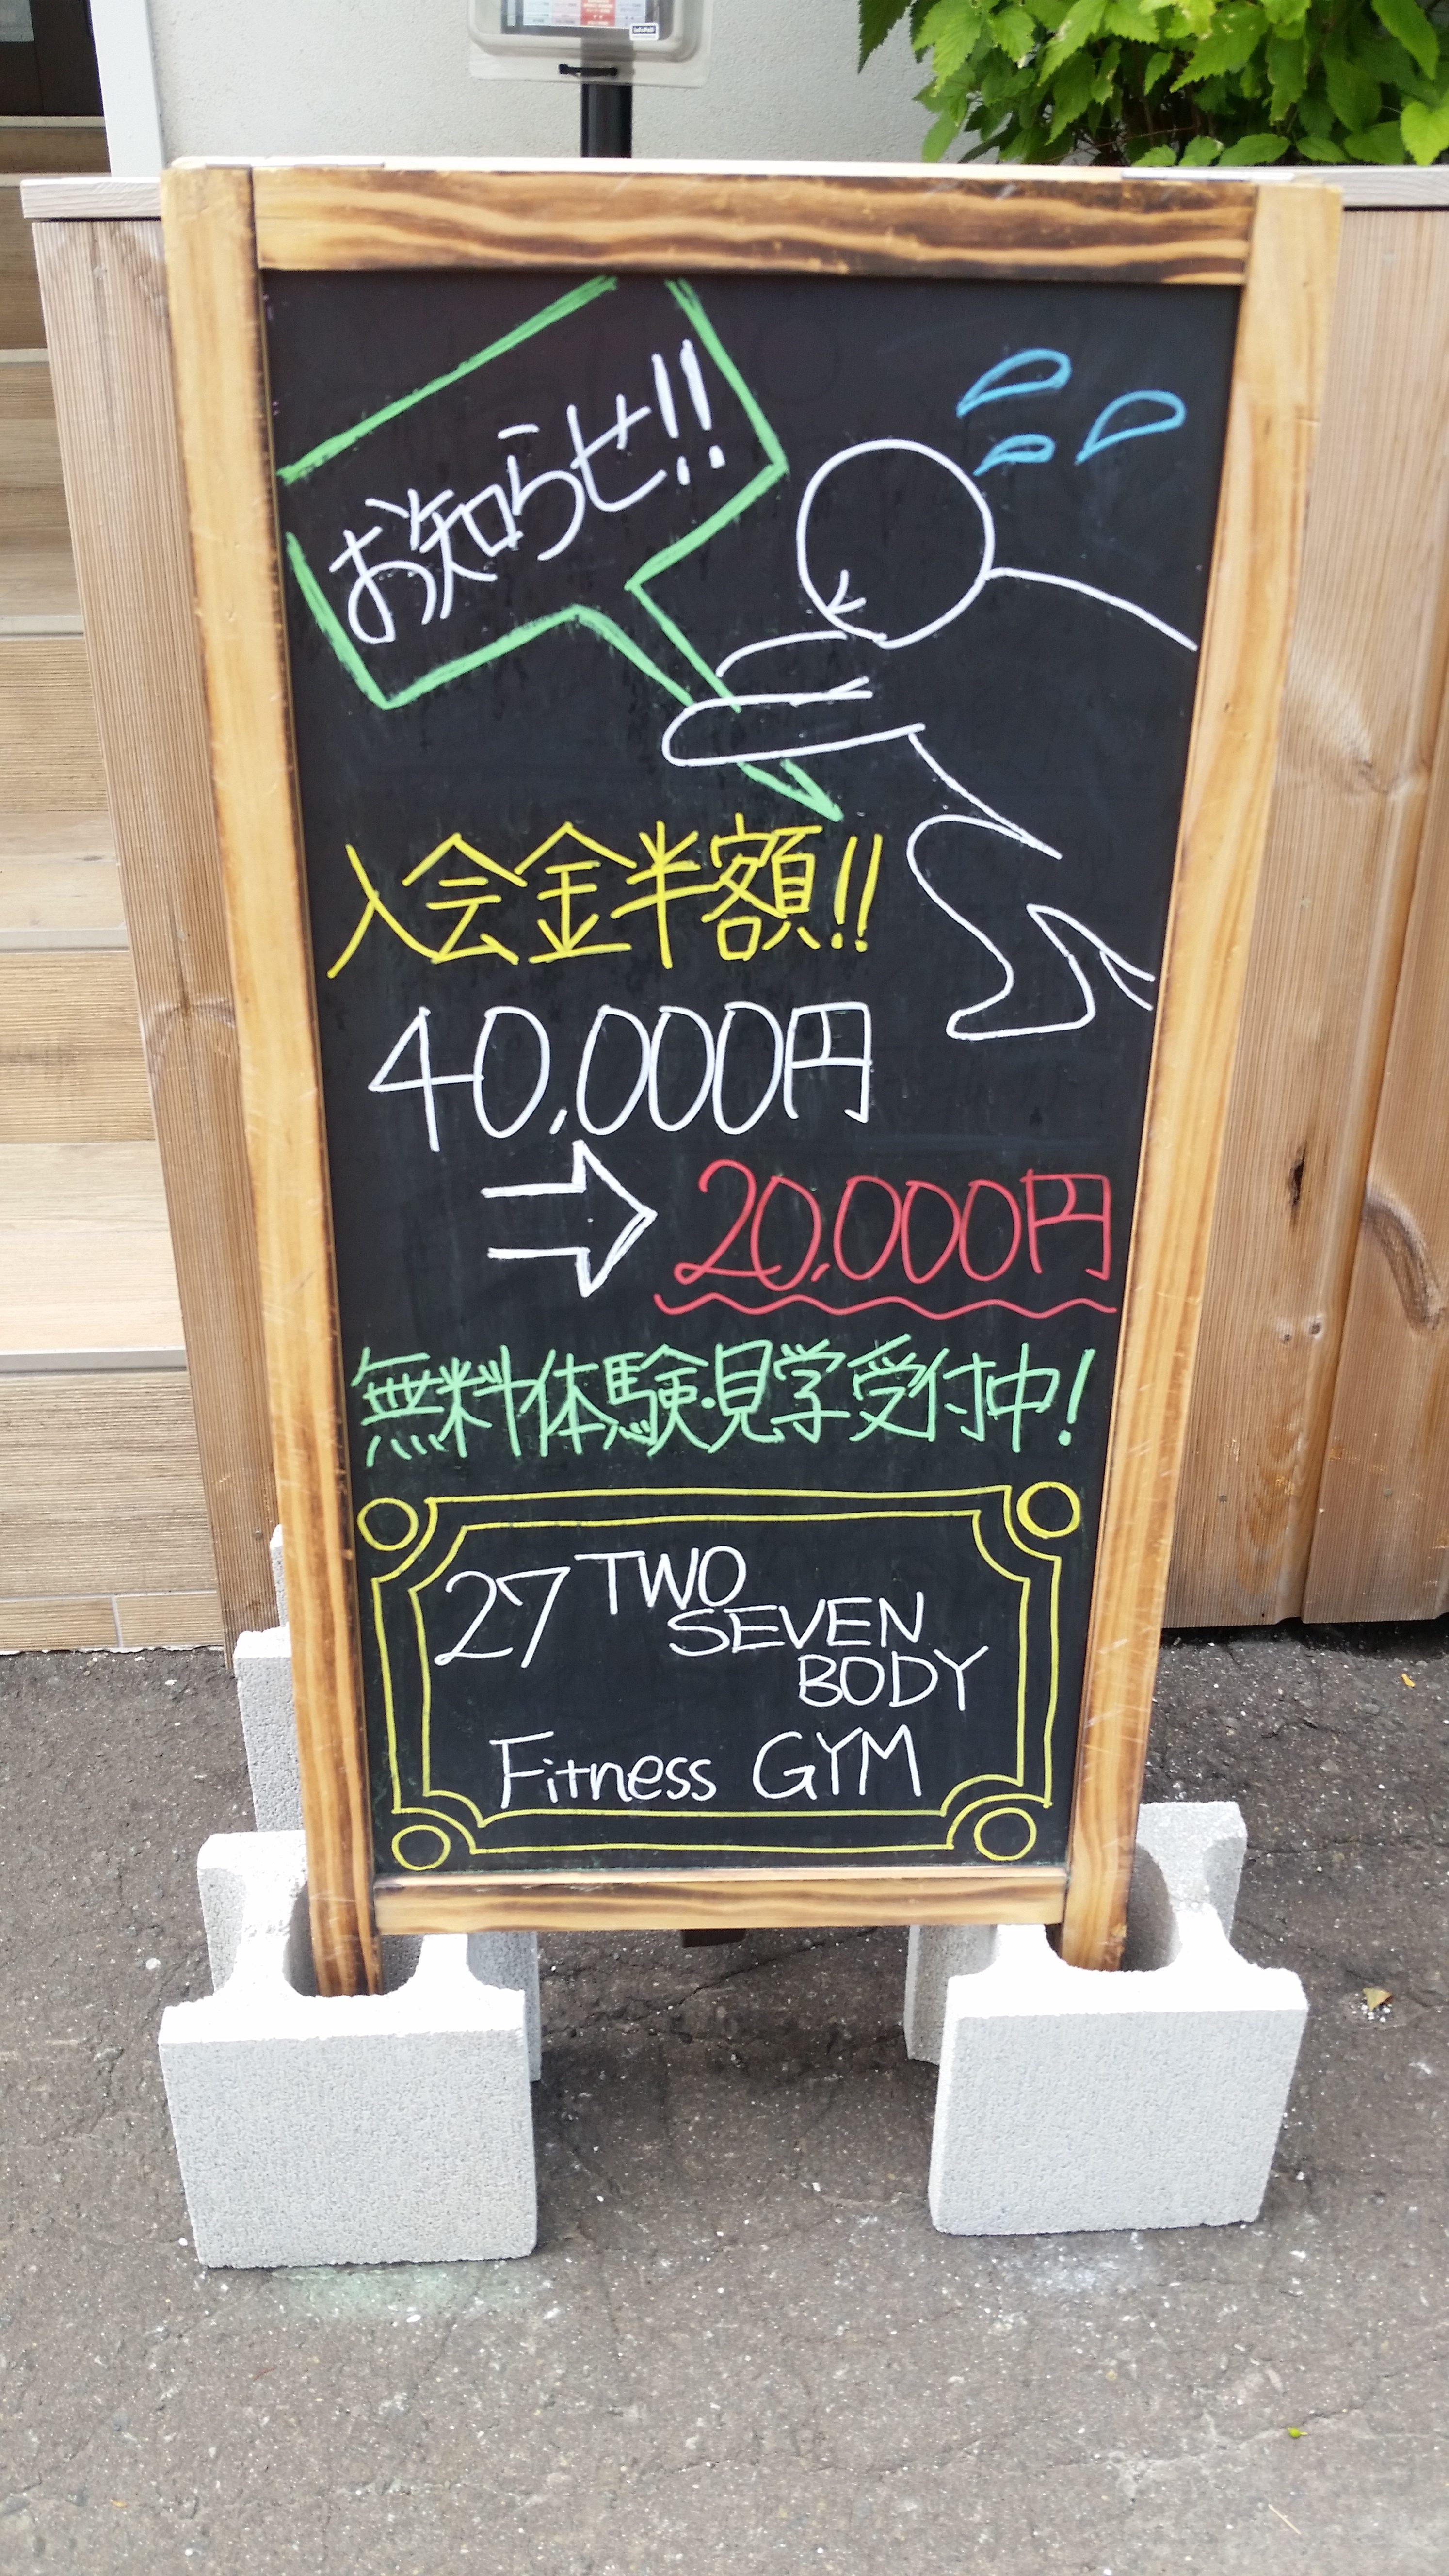 お知らせ!!
入会金半額!!
40,000円
⇒ 20,000円
無料体験・見学受付中!
27 TWO
SEVEN
BODY
Fitness GYM